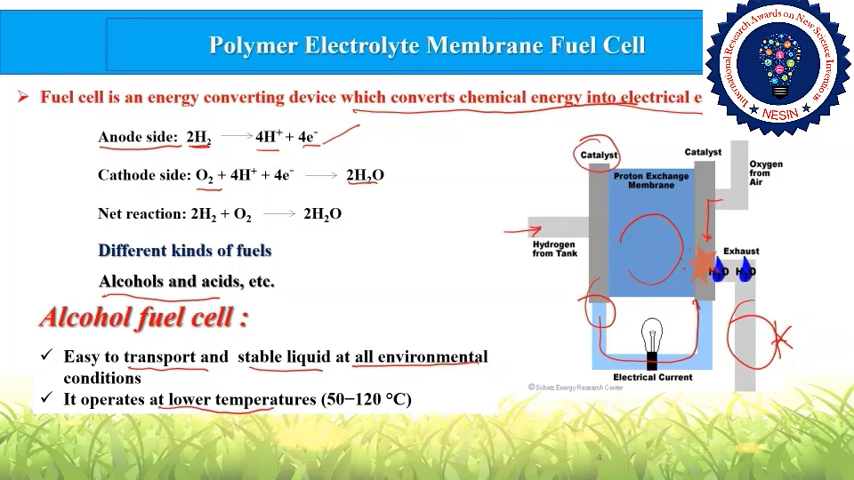 Polymer Electrolyte Membrane Fuel Cell
International Research Awards on New Science Inventions
NESIN
➢ Fuel cell is an energy converting device which converts chemical energy into electrical e
Anode side: 2H₂ → 4H⁺ + 4e⁻
Cathode side: O₂ + 4H⁺ + 4e⁻ → 2H₂O
Net reaction: 2H₂ + O₂ → 2H₂O
Different kinds of fuels
Alcohols and acids, etc.
Alcohol fuel cell :
✓ Easy to transport and stable liquid at all environmental
conditions
✓ It operates at lower temperatures (50−120 °C)
Catalyst
Catalyst
Proton Exchange
Membrane
Oxygen
from
Air
Hydrogen
from Tank
Exhaust
H₂O H₂O
Electrical Current
© Schatz Energy Research Center
4